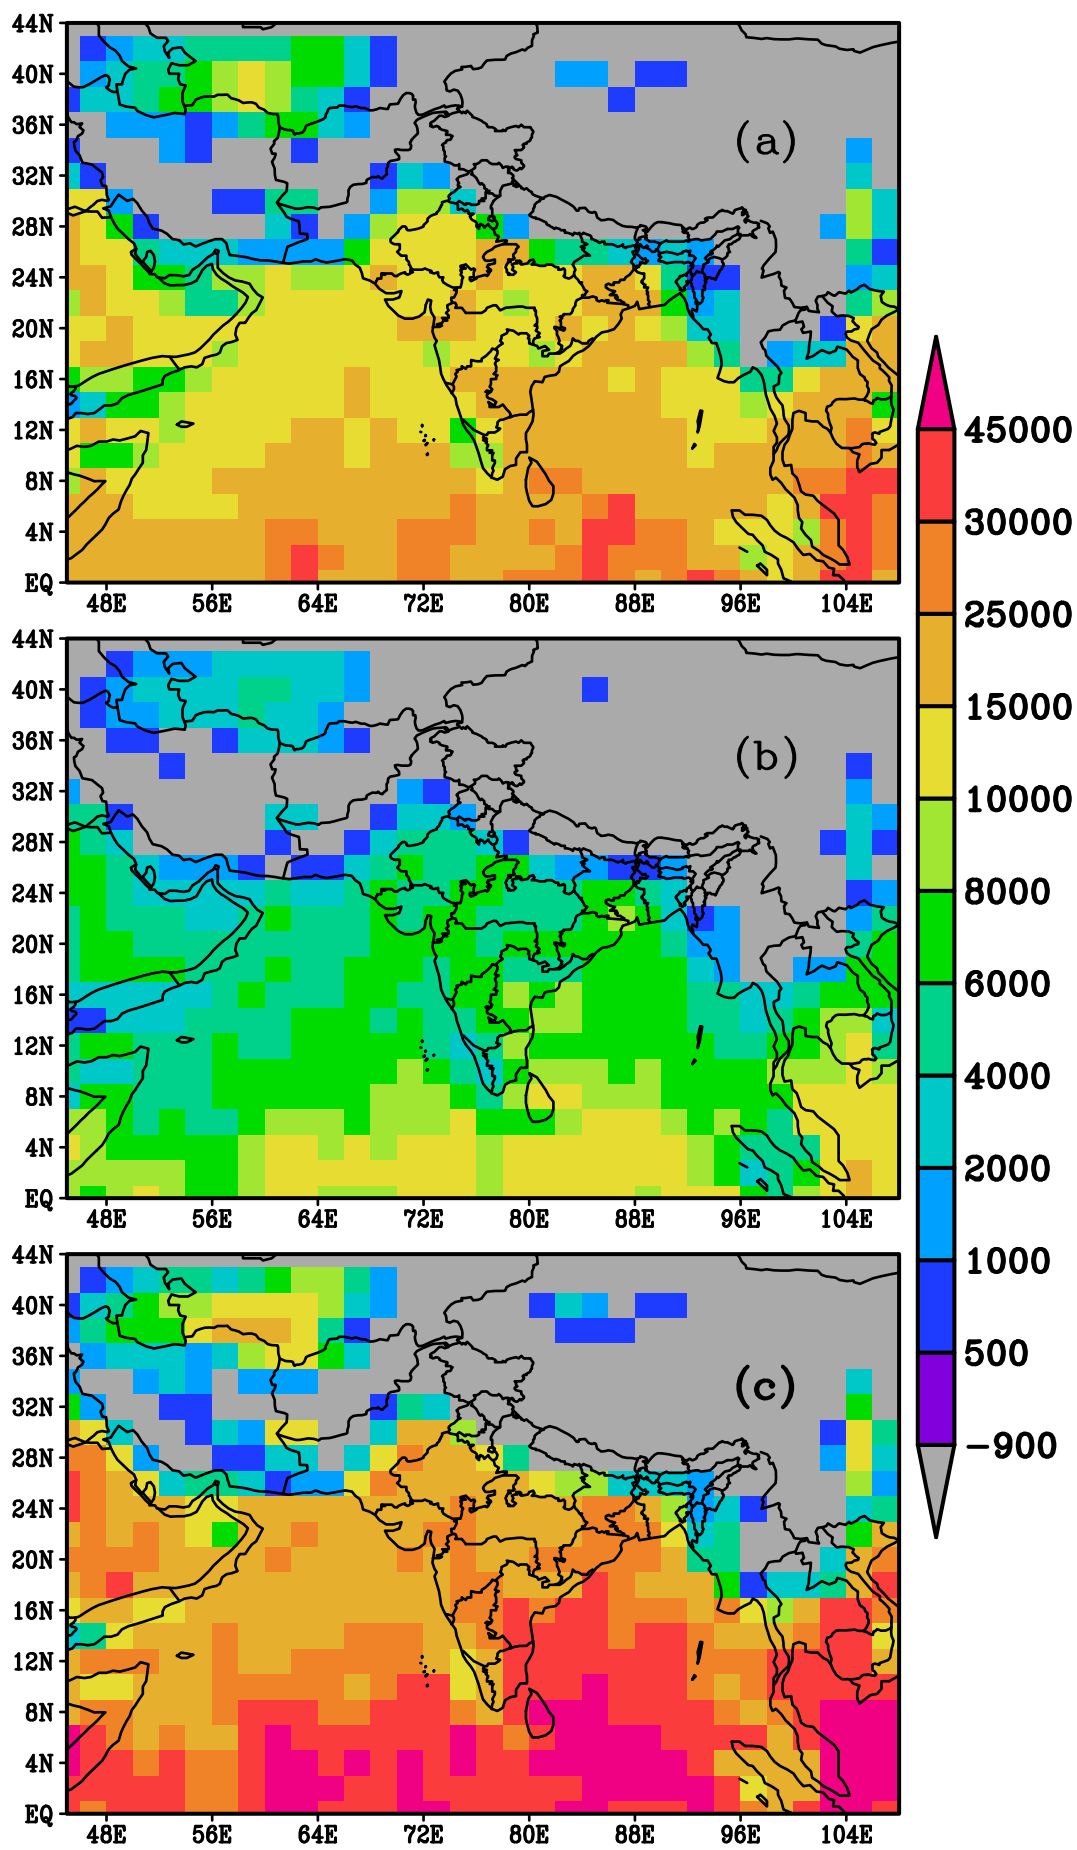 44N
40N
36N
32N
28N
24N
20N
16N
12N
8N
4N
EQ
(a)
48E 56E 64E 72E 80E 88E 96E 104E
44N
40N
36N
32N
28N
24N
20N
16N
12N
8N
4N
EQ
(b)
48E 56E 64E 72E 80E 88E 96E 104E
44N
40N
36N
32N
28N
24N
20N
16N
12N
8N
4N
EQ
(c)
48E 56E 64E 72E 80E 88E 96E 104E
45000
30000
25000
15000
10000
8000
6000
4000
2000
1000
500
-900